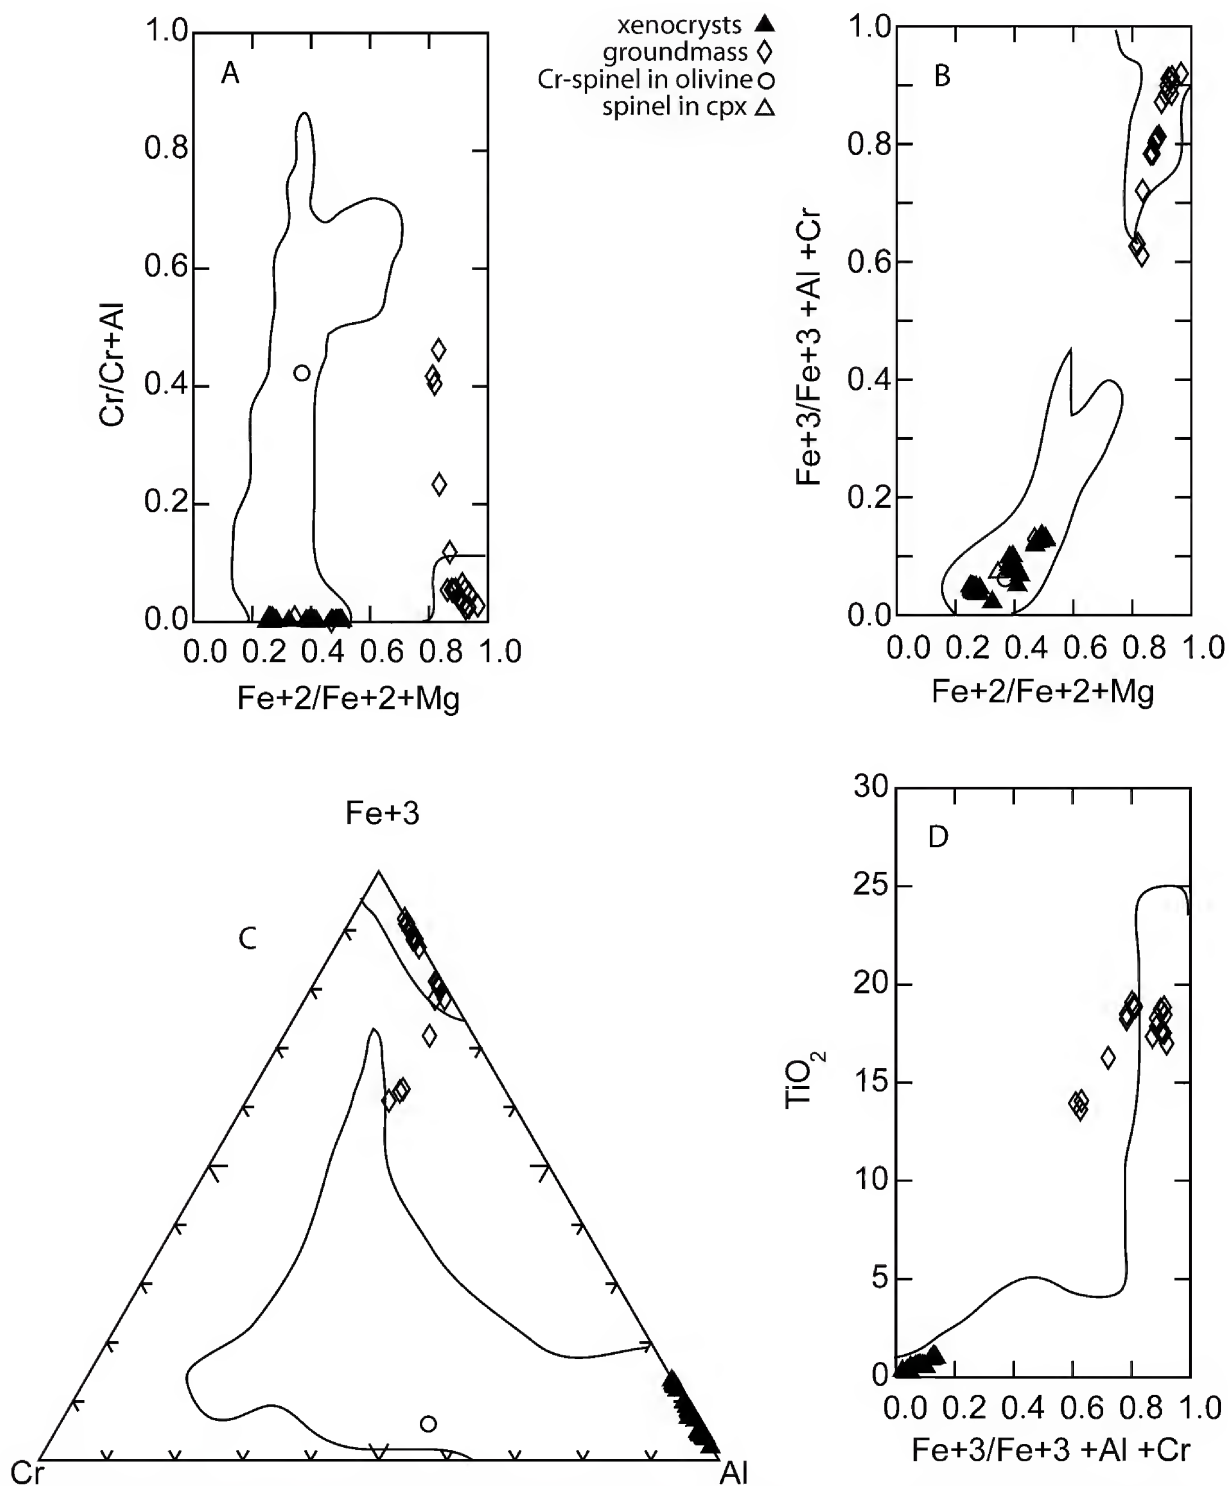 xenocrysts
groundmass
Cr-spinel in olivine
spinel in cpx
A
1.0
0.8
0.6
0.4
0.2
0.0
Cr/Cr+Al
0.0 0.2 0.4 0.6 0.8 1.0
Fe+2/Fe+2+Mg
B
1.0
0.8
0.6
0.4
0.2
0.0
Fe+3/Fe+3 +Al +Cr
0.0 0.2 0.4 0.6 0.8 1.0
Fe+2/Fe+2+Mg
Fe+3
C
Cr
Al
D
30
25
20
15
10
5
0
TiO2
0.0 0.2 0.4 0.6 0.8 1.0
Fe+3/Fe+3 +Al +Cr